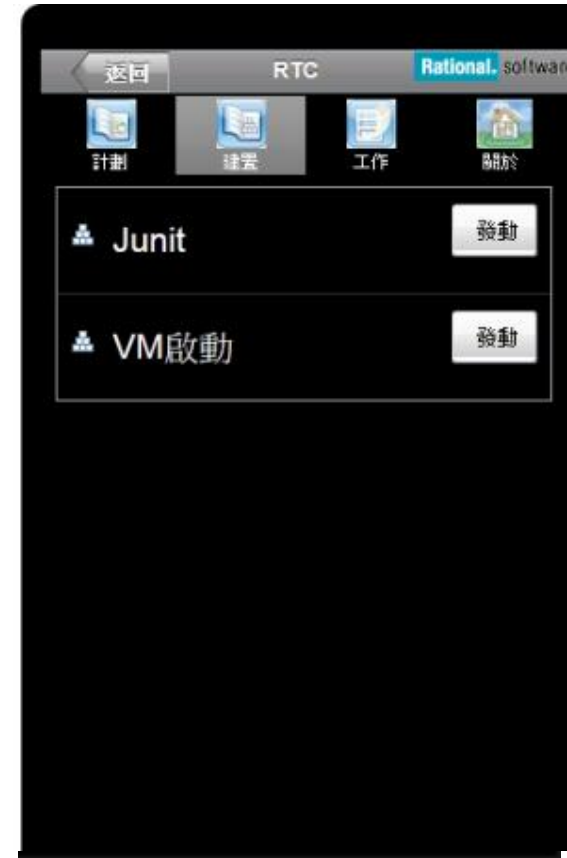 返回 RTC Rational. software
計劃 建置 工作 關於
Junit 發動
VM啟動 發動